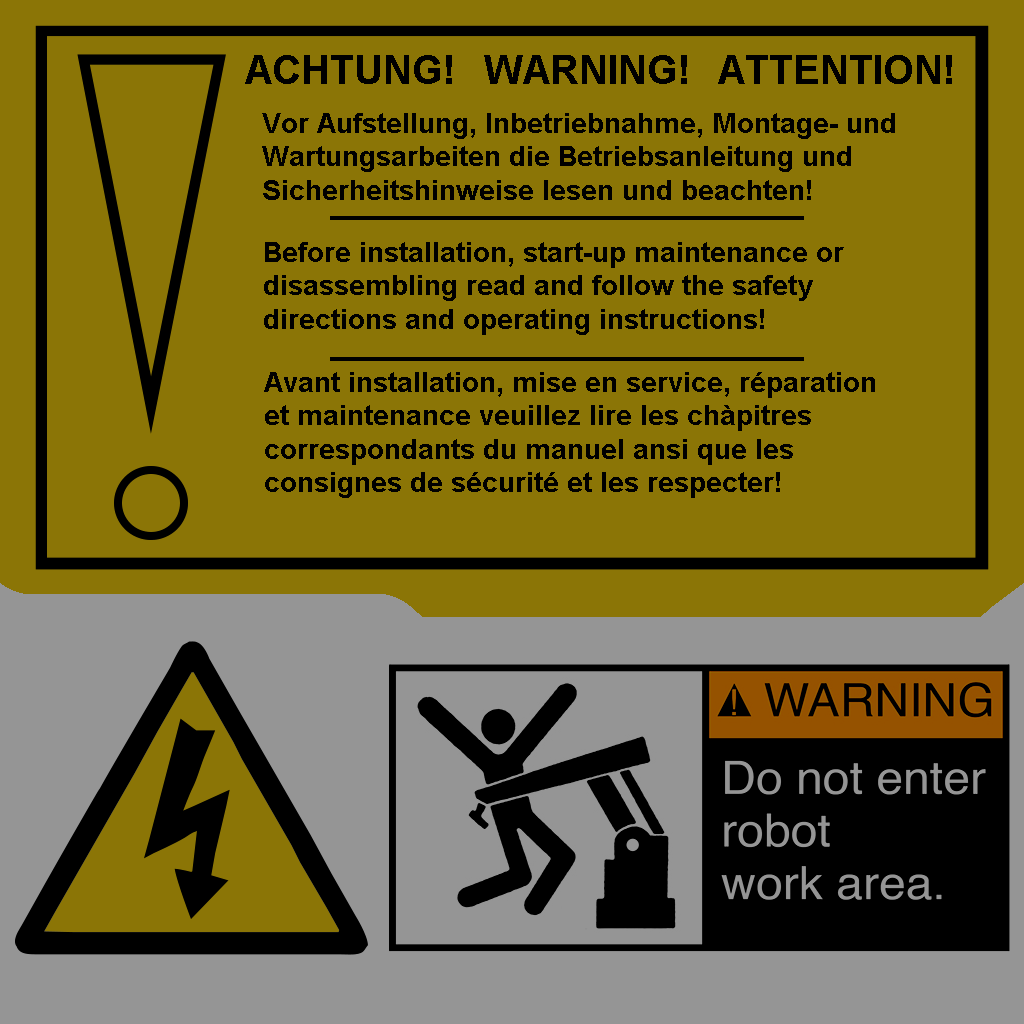 ACHTUNG! WARNING! ATTENTION!
Vor Aufstellung, Inbetriebnahme, Montage- und
Wartungsarbeiten die Betriebsanleitung und
Sicherheitshinweise lesen und beachten!
Before installation, start-up maintenance or
disassembling read and follow the safety
directions and operating instructions!
Avant installation, mise en service, réparation
et maintenance veuillez lire les chàpitres
correspondants du manuel ansi que les
consignes de sécurité et les respecter!
WARNING
Do not enter
robot
work area.